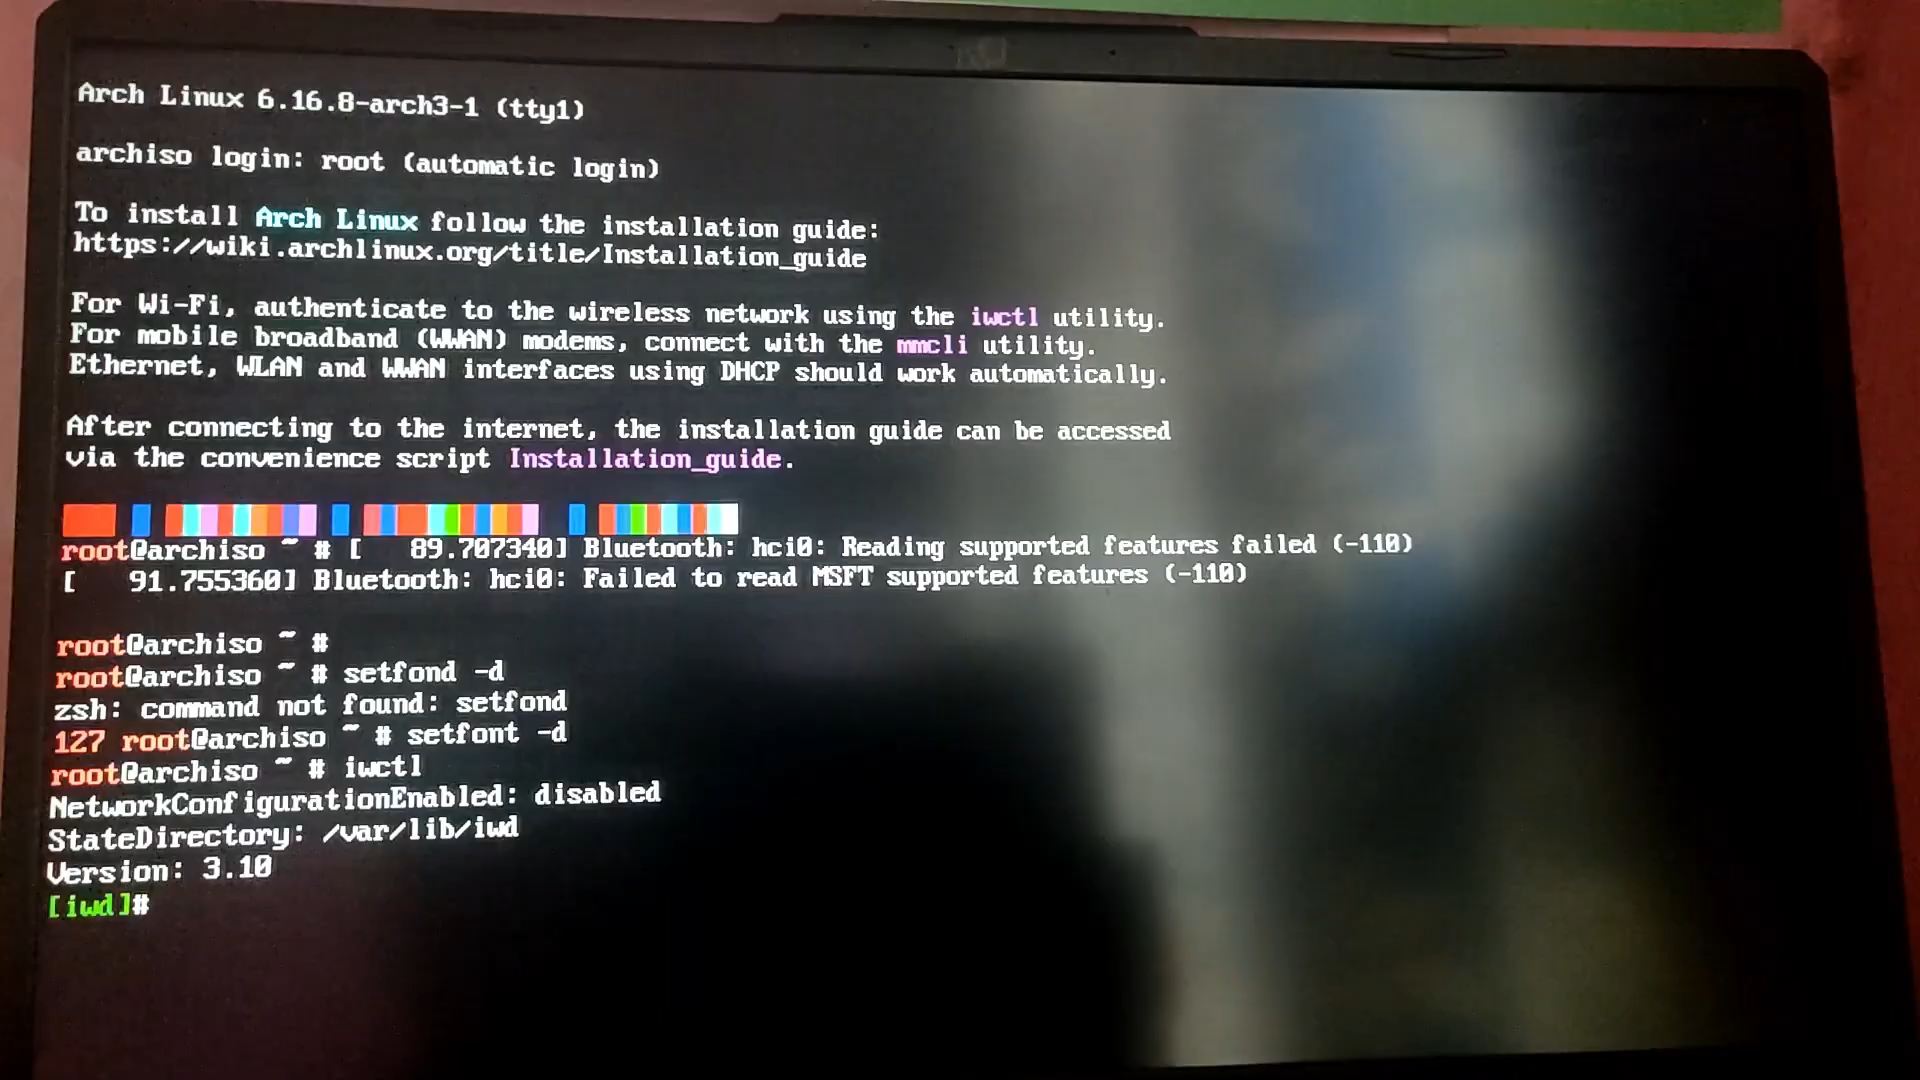 Arch Linux 6.16.8-arch3-1 (tty1)
archiso login: root (automatic login)
To install Arch Linux follow the installation guide:
https://wiki.archlinux.org/title/Installation_guide
For Wi-Fi, authenticate to the wireless network using the iwctl utility.
For mobile broadband (WWAN) modems, connect with the mmcli utility.
Ethernet, WLAN and WWAN interfaces using DHCP should work automatically.
After connecting to the internet, the installation guide can be accessed
via the convenience script Installation_guide.
root@archiso ~ # [   89.707340] Bluetooth: hci0: Reading supported features failed (-110)
[   91.755360] Bluetooth: hci0: Failed to read MSFT supported features (-110)
root@archiso ~ #
root@archiso ~ # setfond -d
zsh: command not found: setfond
127 root@archiso ~ # setfont -d
root@archiso ~ # iwctl
NetworkConfigurationEnabled: disabled
StateDirectory: /var/lib/iwd
Version: 3.10
[iwd]#